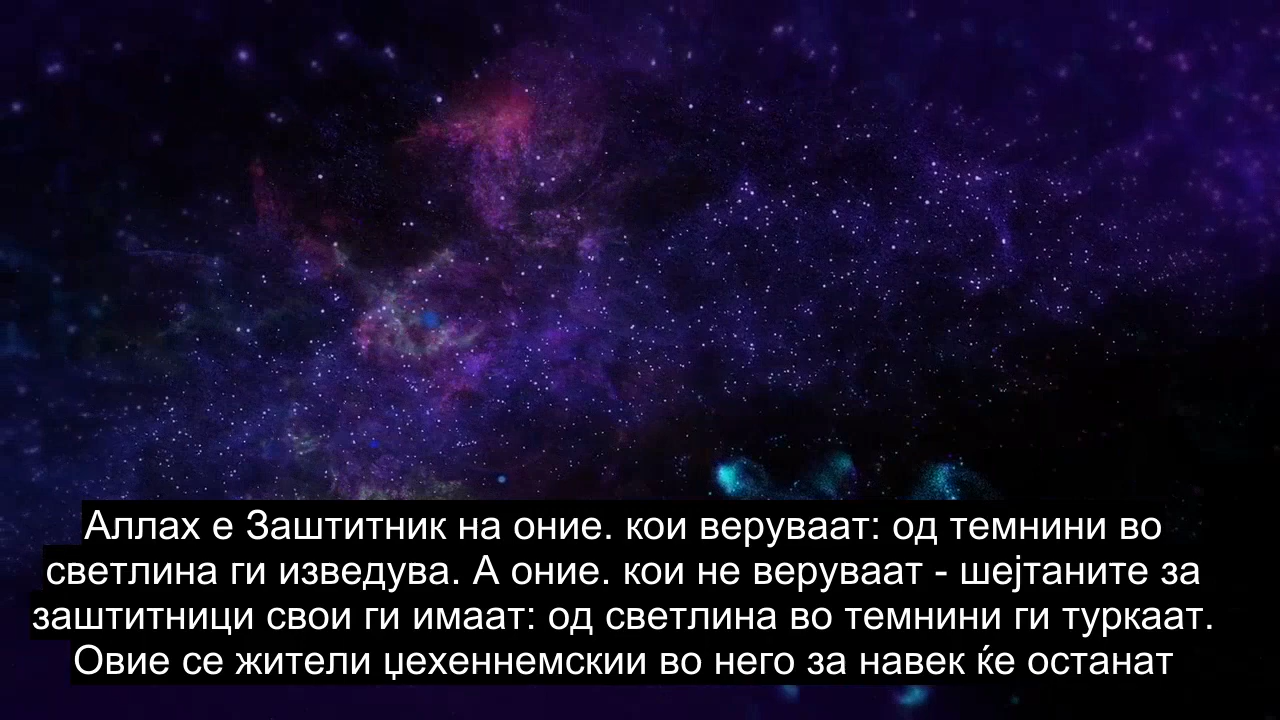 Аллах е Заштитник на оние. кои веруваат: од темнини во
светлина ги изведува. А оние. кои не веруваат - шејтаните за
заштитници свои ги имаат: од светлина во темнини ги туркаат.
Овие се жители џехеннемскии во него за навек ќе останат